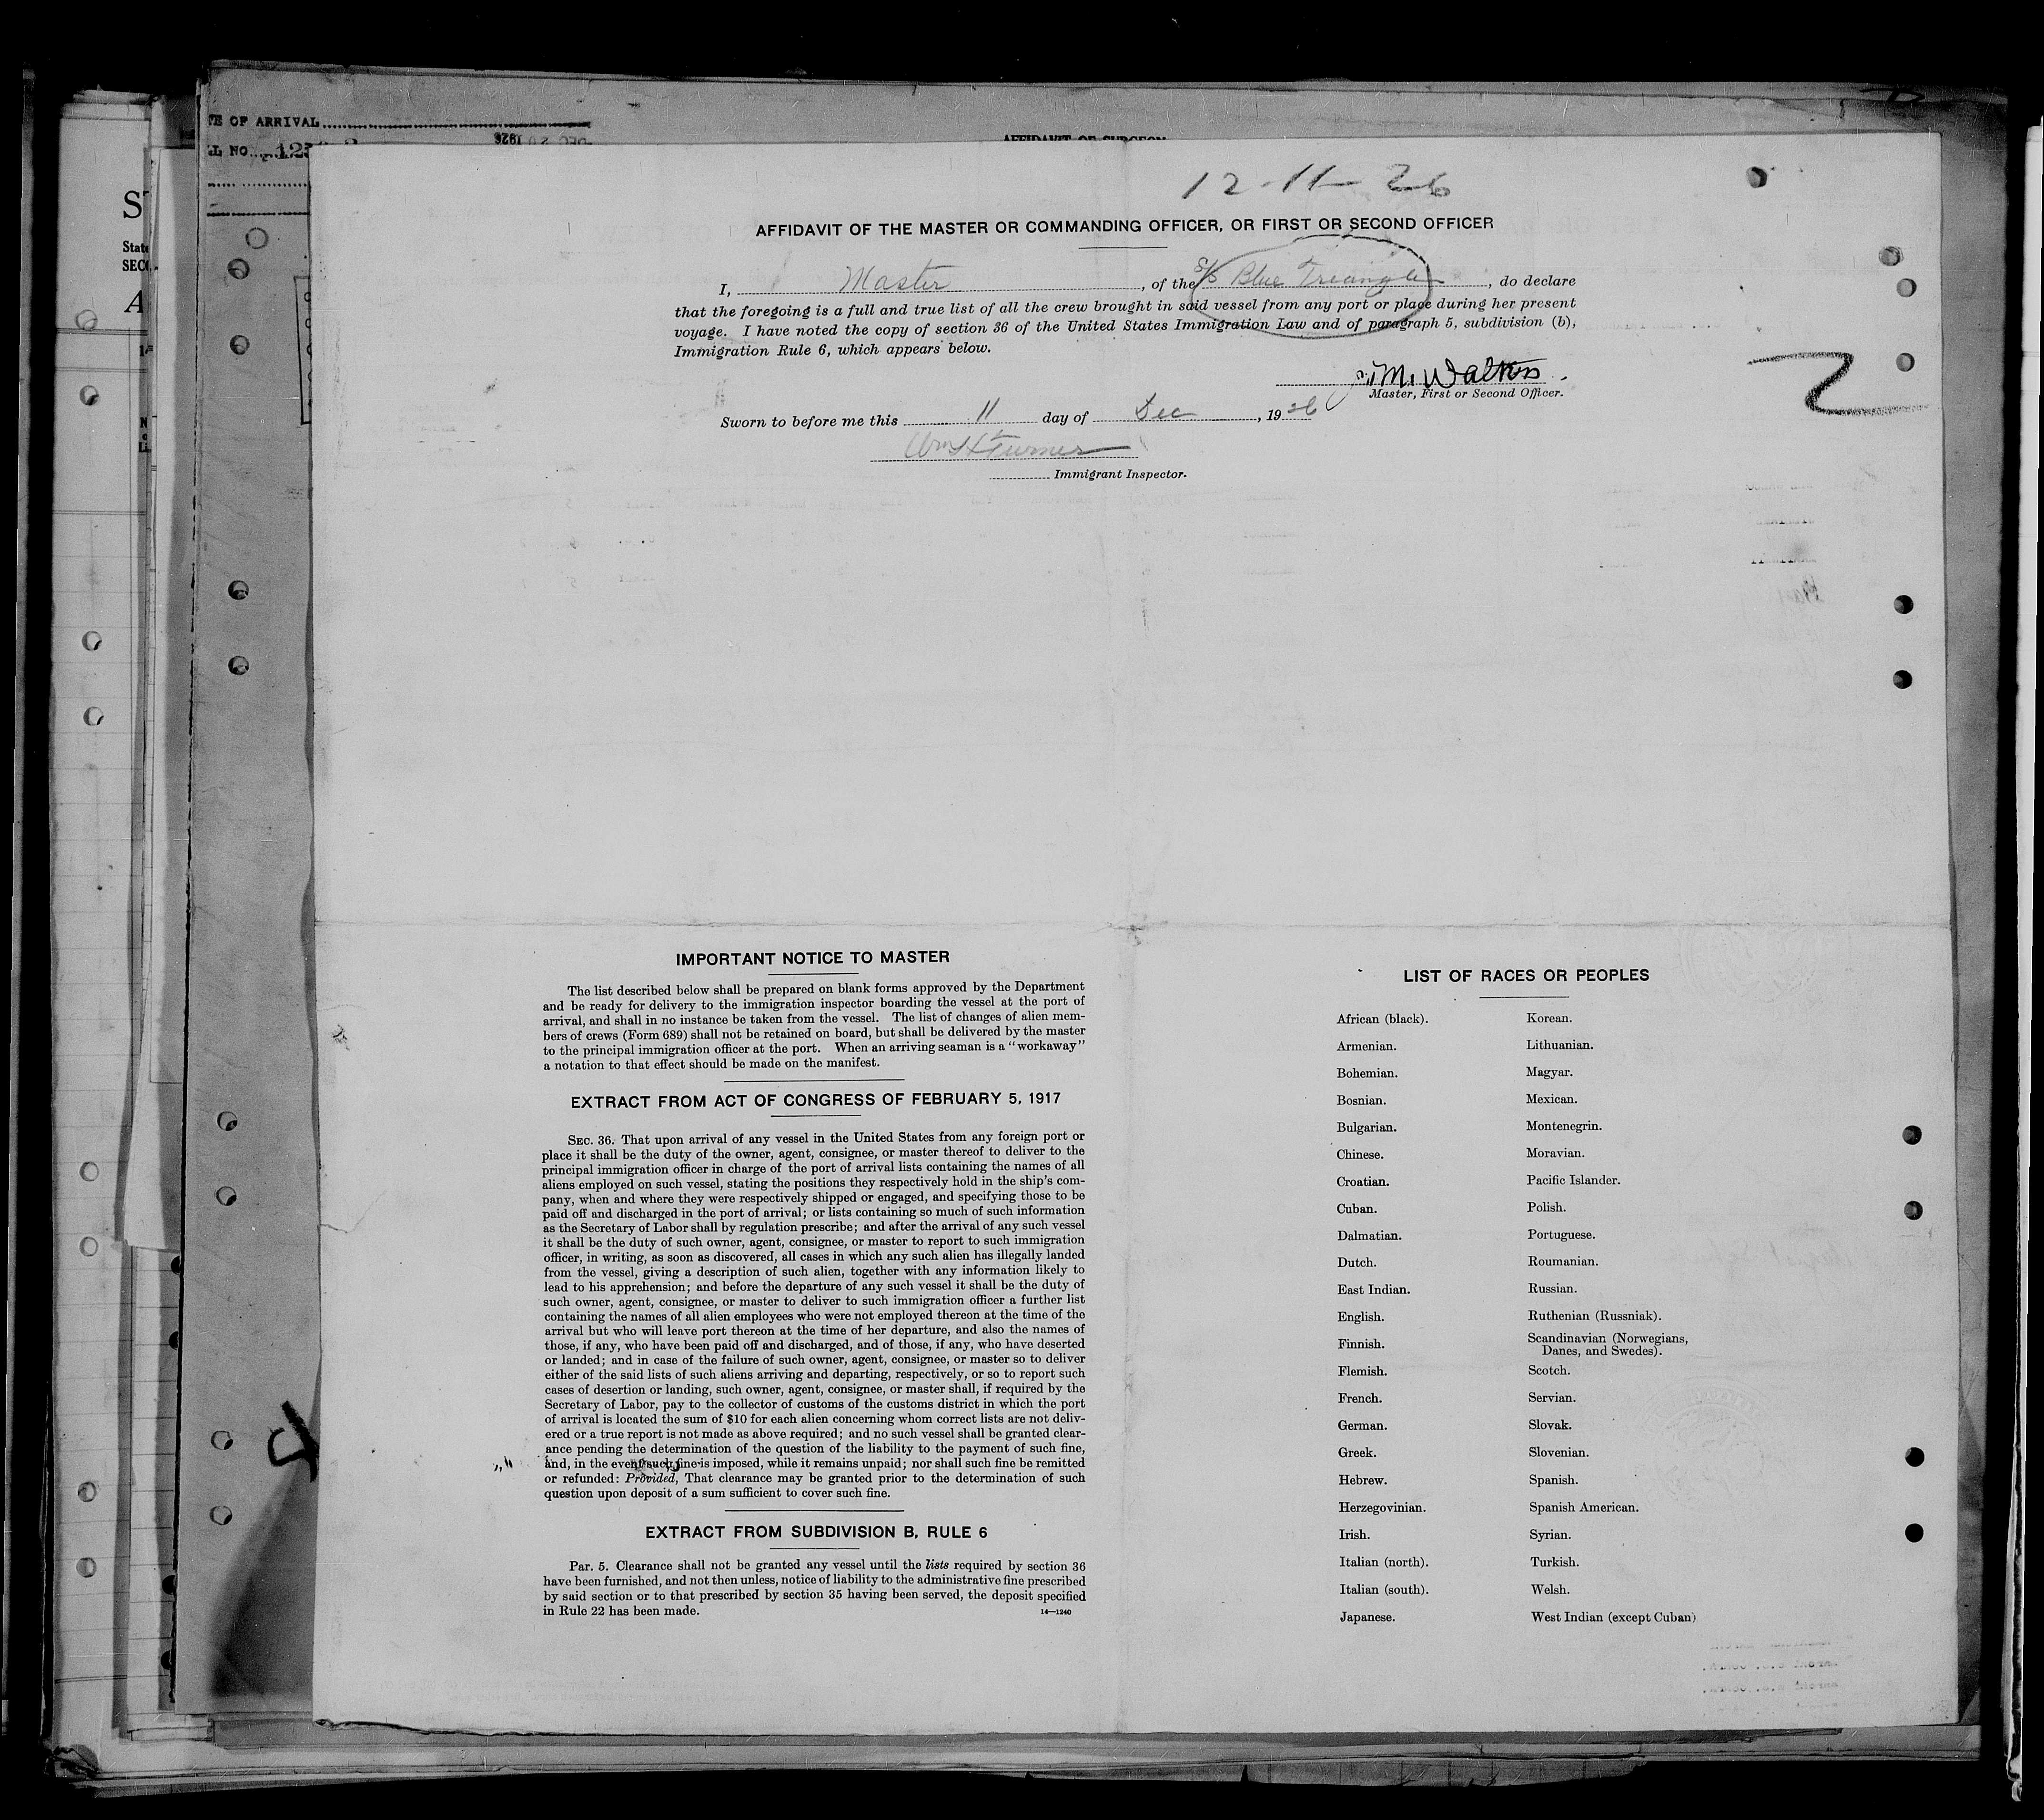 TE OF ARRIVAL
LL NO.
AFFIDAVIT OF SURGEON
12-11-26
AFFIDAVIT OF THE MASTER OR COMMANDING OFFICER, OR FIRST OR SECOND OFFICER
I, Master, of the S/S Blue Triangle, do declare
that the foregoing is a full and true list of all the crew brought in said vessel from any port or place during her present
voyage. I have noted the copy of section 36 of the United States Immigration Law and of paragraph 5, subdivision (b),
Immigration Rule 6, which appears below.
M. Walters
Master, First or Second Officer.
Sworn to before me this 11 day of Dec, 1926
Wm H Turner
Immigrant Inspector.
IMPORTANT NOTICE TO MASTER
The list described below shall be prepared on blank forms approved by the Department
and be ready for delivery to the immigration inspector boarding the vessel at the port of
arrival, and shall in no instance be taken from the vessel. The list of changes of alien mem-
bers of crews (Form 689) shall not be retained on board, but shall be delivered by the master
to the principal immigration officer at the port. When an arriving seaman is a "workaway"
a notation to that effect should be made on the manifest.
EXTRACT FROM ACT OF CONGRESS OF FEBRUARY 5, 1917
SEC. 36. That upon arrival of any vessel in the United States from any foreign port or
place it shall be the duty of the owner, agent, consignee, or master thereof to deliver to the
principal immigration officer in charge of the port of arrival lists containing the names of all
aliens employed on such vessel, stating the positions they respectively hold in the ship's com-
pany, when and where they were respectively shipped or engaged, and specifying those to be
paid off and discharged in the port of arrival; or lists containing so much of such information
as the Secretary of Labor shall by regulation prescribe; and after the arrival of any such vessel
it shall be the duty of such owner, agent, consignee, or master to report to such immigration
officer, in writing, as soon as discovered, all cases in which any such alien has illegally landed
from the vessel, giving a description of such alien, together with any information likely to
lead to his apprehension; and before the departure of any such vessel it shall be the duty of
such owner, agent, consignee, or master to deliver to such immigration officer a further list
containing the names of all alien employees who were not employed thereon at the time of the
arrival but who will leave port thereon at the time of her departure, and also the names of
those, if any, who have been paid off and discharged, and of those, if any, who have deserted
or landed; and in case of the failure of such owner, agent, consignee, or master so to deliver
either of the said lists of such aliens arriving and departing, respectively, or so to report such
cases of desertion or landing, such owner, agent, consignee, or master shall, if required by the
Secretary of Labor, pay to the collector of customs of the customs district in which the port
of arrival is located the sum of $10 for each alien concerning whom correct lists are not deliv-
ered or a true report is not made as above required; and no such vessel shall be granted clear-
ance pending the determination of the question of the liability to the payment of such fine,
and, in the event such fine is imposed, while it remains unpaid; nor shall such fine be remitted
or refunded: Provided, That clearance may be granted prior to the determination of such
question upon deposit of a sum sufficient to cover such fine.
EXTRACT FROM SUBDIVISION B, RULE 6
Par. 5. Clearance shall not be granted any vessel until the lists required by section 36
have been furnished, and not then unless, notice of liability to the administrative fine prescribed
by said section or to that prescribed by section 35 having been served, the deposit specified
in Rule 22 has been made.
14—1240
LIST OF RACES OR PEOPLES
African (black).
Armenian.
Bohemian.
Bosnian.
Bulgarian.
Chinese.
Croatian.
Cuban.
Dalmatian.
Dutch.
East Indian.
English.
Finnish.
Flemish.
French.
German.
Greek.
Hebrew.
Herzegovinian.
Irish.
Italian (north).
Italian (south).
Japanese.
Korean.
Lithuanian.
Magyar.
Mexican.
Montenegrin.
Moravian.
Pacific Islander.
Polish.
Portuguese.
Roumanian.
Russian.
Ruthenian (Russniak).
Scandinavian (Norwegians,
Danes, and Swedes).
Scotch.
Servian.
Slovak.
Slovenian.
Spanish.
Spanish American.
Syrian.
Turkish.
Welsh.
West Indian (except Cuban)